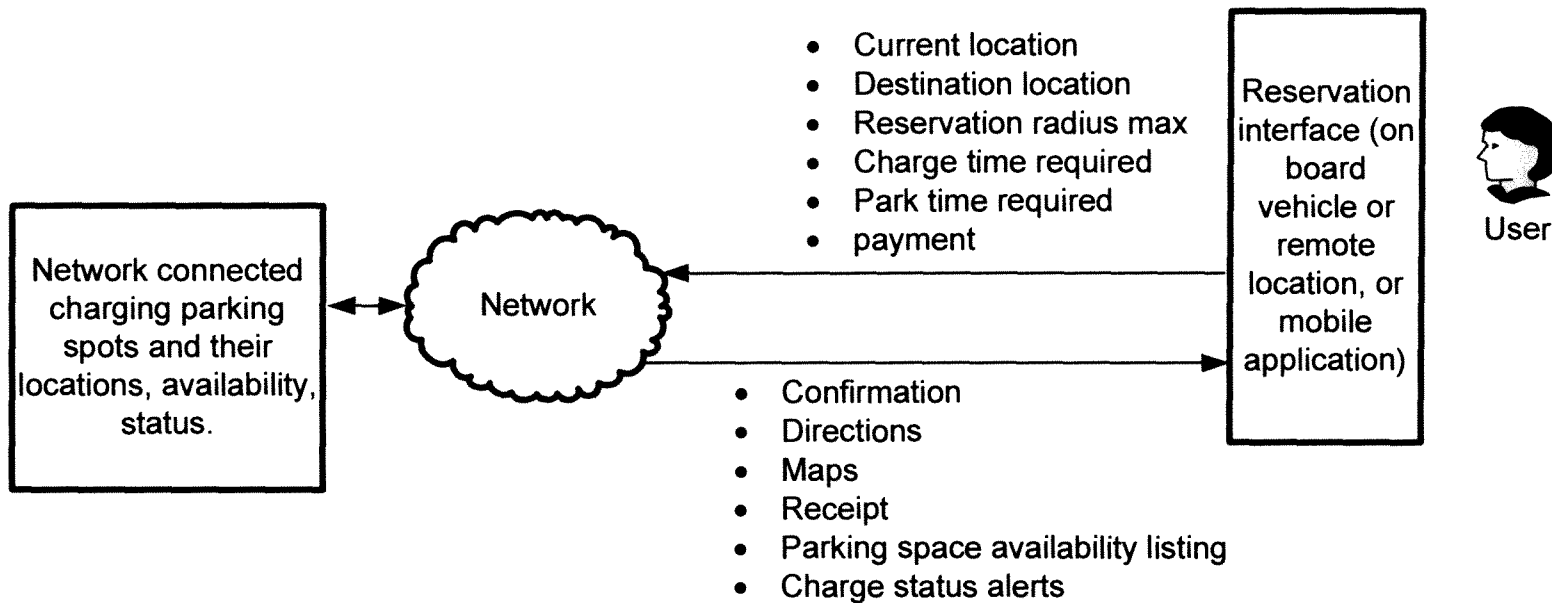 Network connected
charging parking
spots and their
locations, availability,
status.
Network
• Current location
• Destination location
• Reservation radius max
• Charge time required
• Park time required
• payment
• Confirmation
• Directions
• Maps
• Receipt
• Parking space availability listing
• Charge status alerts
Reservation
interface (on
board
vehicle or
remote
location, or
mobile
application)
User